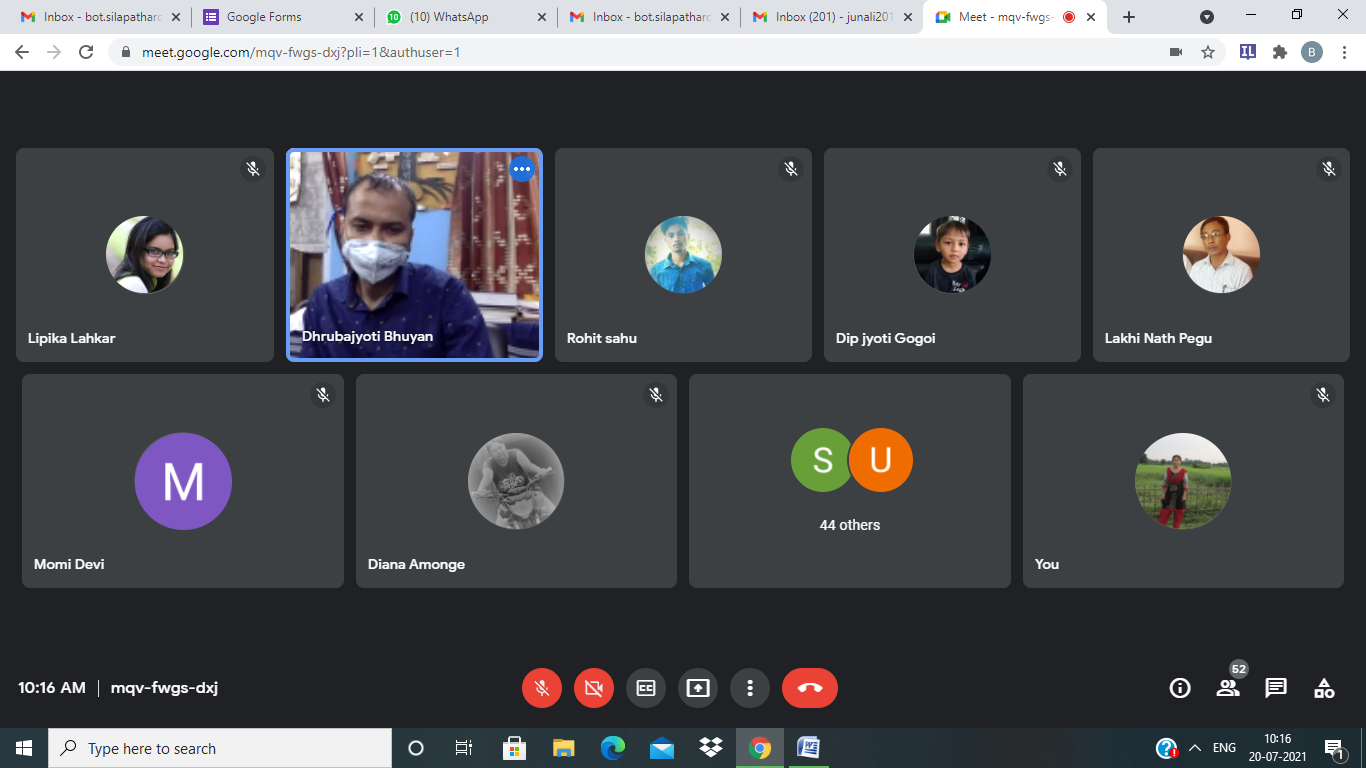 Inbox - bot.silapatharc
Google Forms
(10) WhatsApp
Inbox - bot.silapatharc
Inbox (201) - junali201
Meet - mqv-fwgs-
meet.google.com/mqv-fwgs-dxj?pli=1&authuser=1
IL
B
Lipika Lahkar
Dhrubajyoti Bhuyan
Rohit sahu
Dip jyoti Gogoi
Lakhi Nath Pegu
M
S U
44 others
Momi Devi
Diana Amonge
You
10:16 AM | mqv-fwgs-dxj
CC
52
Type here to search
W
ENG
10:16
20-07-2021
1